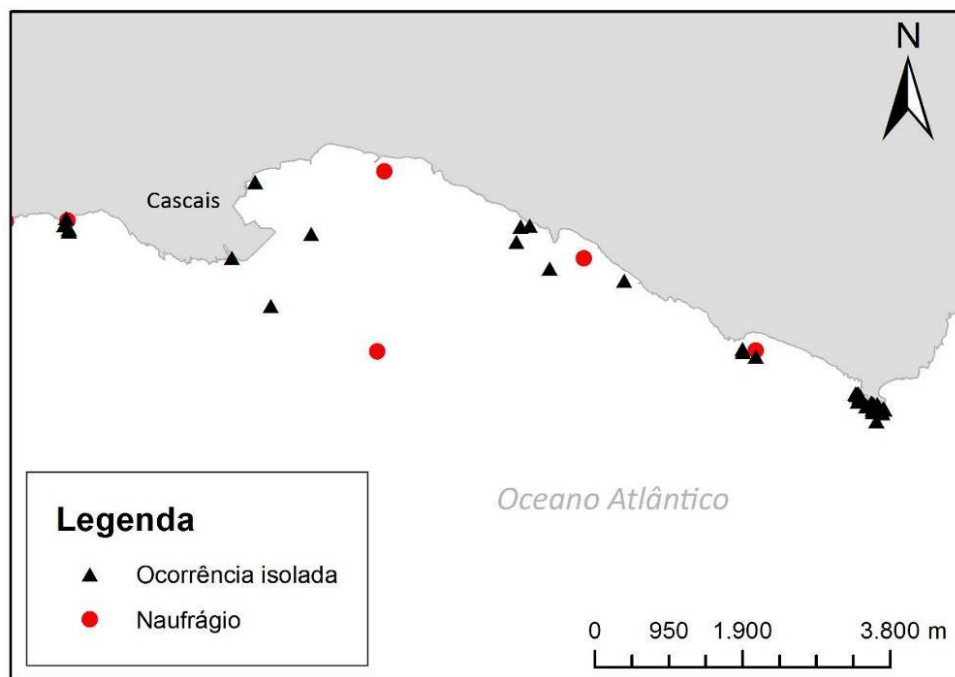 N
Cascais
Oceano Atlântico
Legenda
Ocorrência isolada
Naufrágio
0 950 1.900 3.800 m